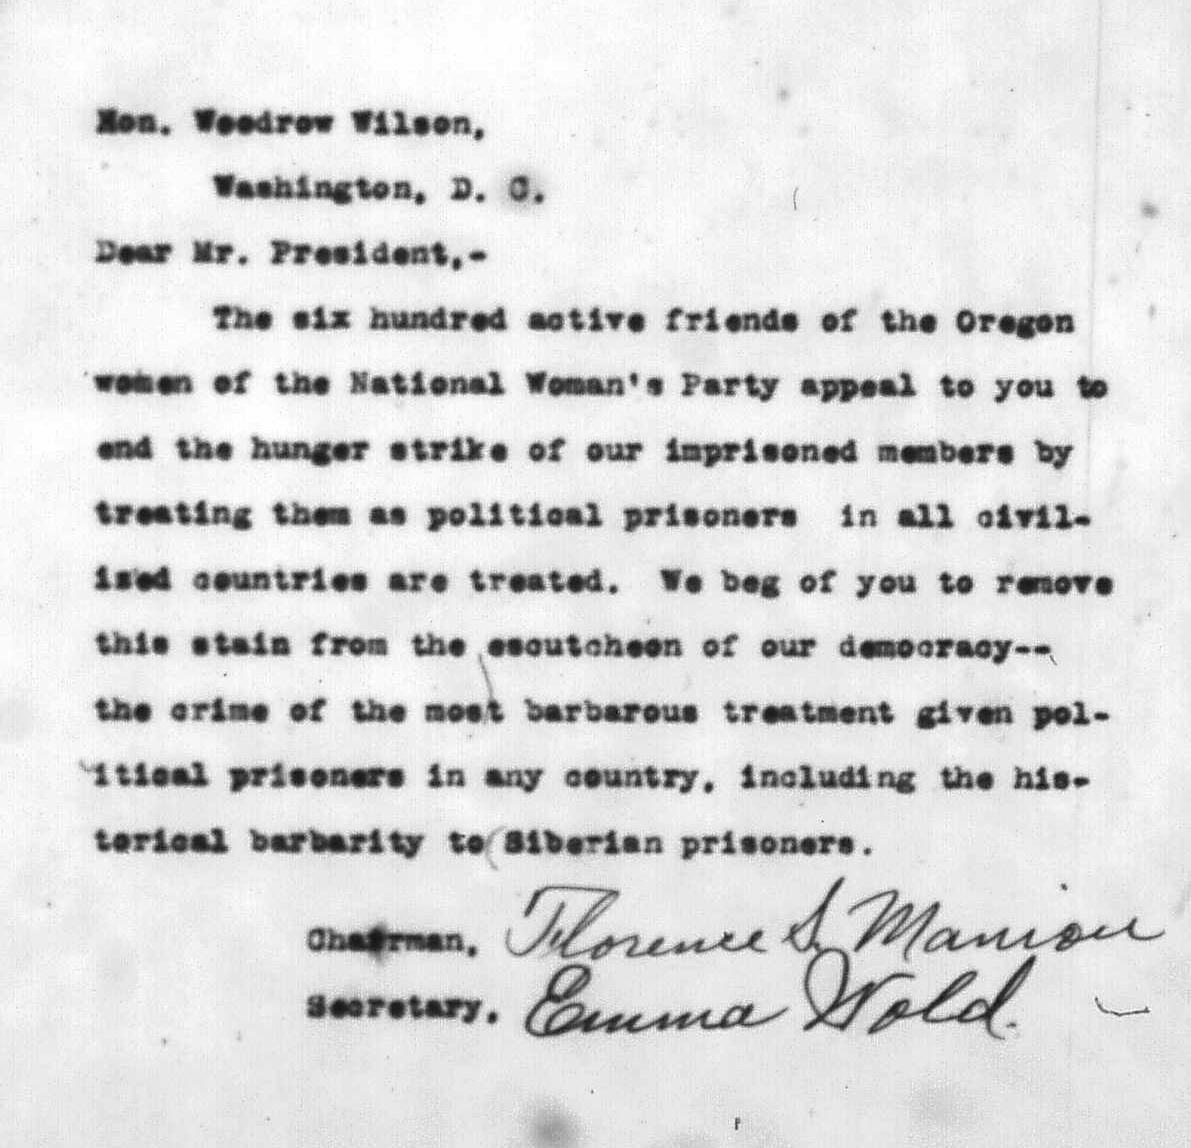 Hon. Woodrow Wilson,
Washington, D. C.
Dear Mr. President,-
The six hundred active friends of the Oregon
women of the National Woman's Party appeal to you to
end the hunger strike of our imprisoned members by
treating them as political prisoners in all civil-
ized countries are treated. We beg of you to remove
this stain from the escutcheon of our democracy--
the crime of the most barbarous treatment given pol-
itical prisoners in any country, including the his-
torical barbarity to Siberian prisoners.
Chairman, Florence S. Manion
Secretary, Emma Wold.